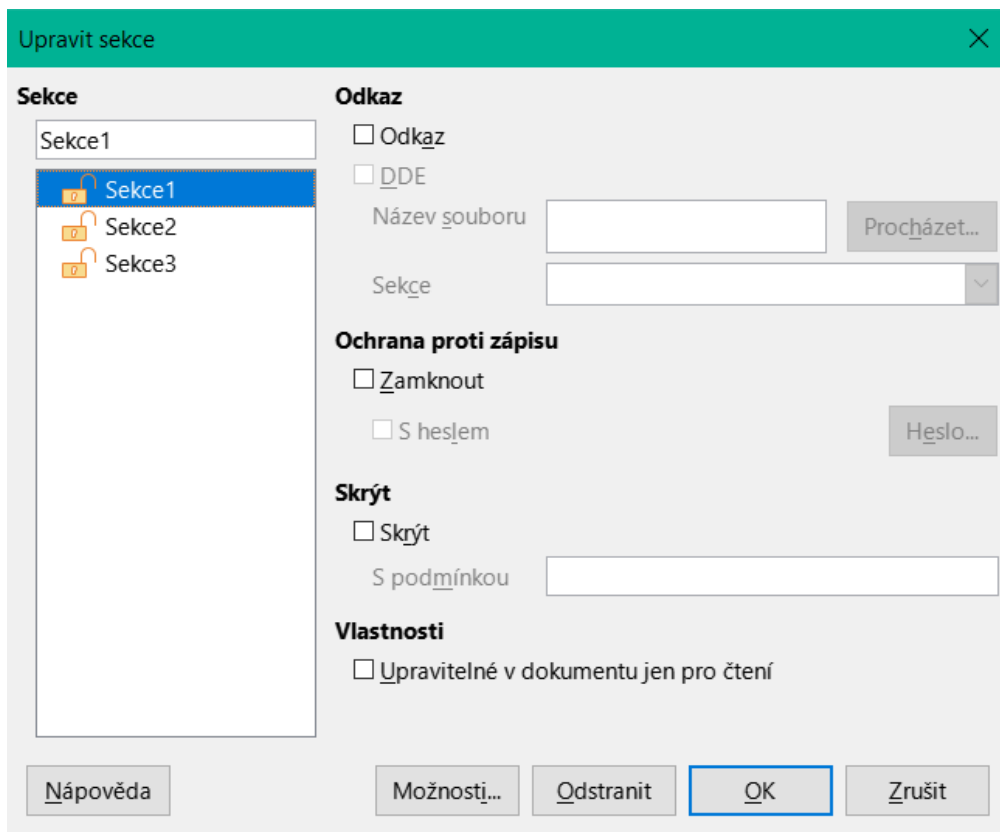 Upravit sekce
Sekce
Sekce1
Sekce1
Sekce2
Sekce3
Odkaz
Odkaz
DDE
Název souboru
Procházet...
Sekce
Ochrana proti zápisu
Zamknout
S heslem
Heslo...
Skrýt
Skrýt
S podmínkou
Vlastnosti
Upravitelné v dokumentu jen pro čtení
Nápověda
Možnosti...
Odstranit
OK
Zrušit